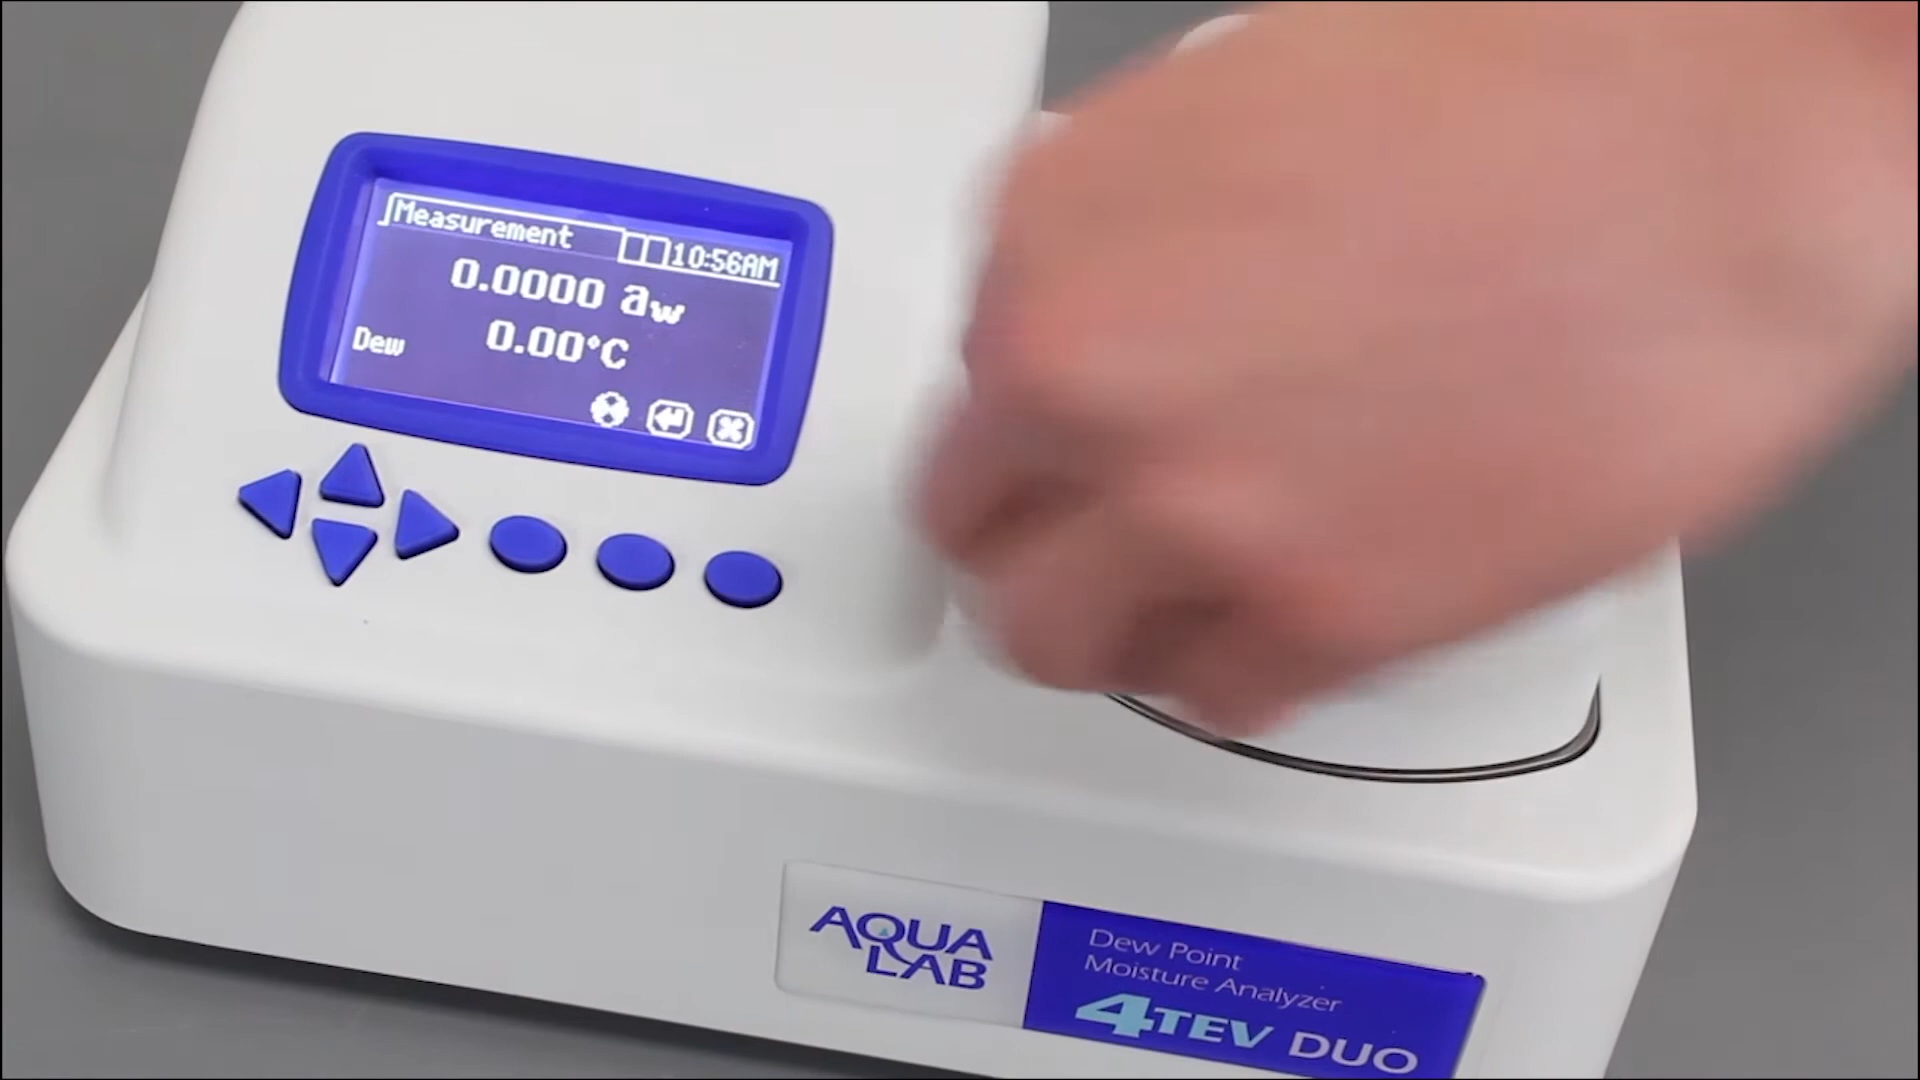 Measurement 10:56AM
0.0000 aw
Dew 0.00°C
AQUA
LAB
Dew Point
Moisture Analyzer
4TEV DUO